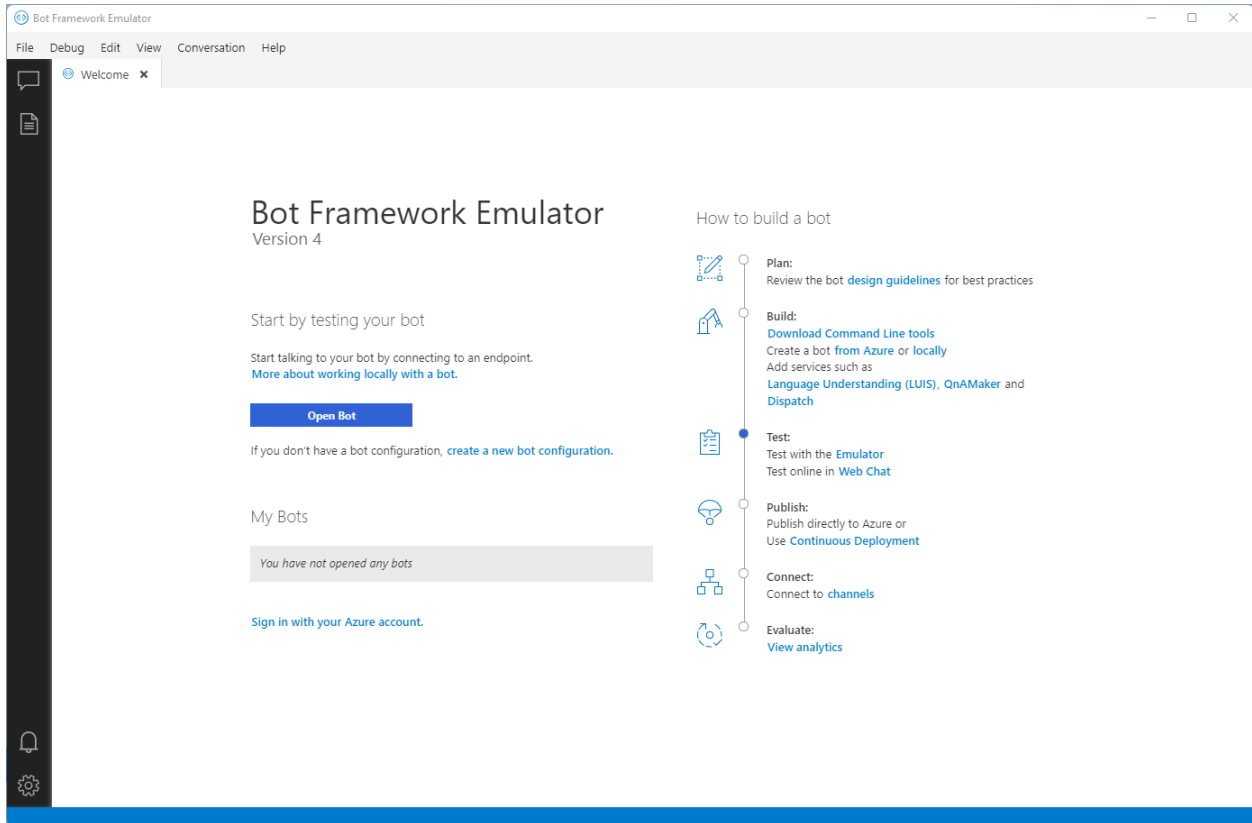 Bot Framework Emulator
File Debug Edit View Conversation Help
Welcome
Bot Framework Emulator
Version 4
Start by testing your bot
Start talking to your bot by connecting to an endpoint.
More about working locally with a bot.
Open Bot
If you don't have a bot configuration, create a new bot configuration.
My Bots
You have not opened any bots
Sign in with your Azure account.
How to build a bot
Plan:
Review the bot design guidelines for best practices
Build:
Download Command Line tools
Create a bot from Azure or locally
Add services such as
Language Understanding (LUIS), QnAMaker and
Dispatch
Test:
Test with the Emulator
Test online in Web Chat
Publish:
Publish directly to Azure or
Use Continuous Deployment
Connect:
Connect to channels
Evaluate:
View analytics